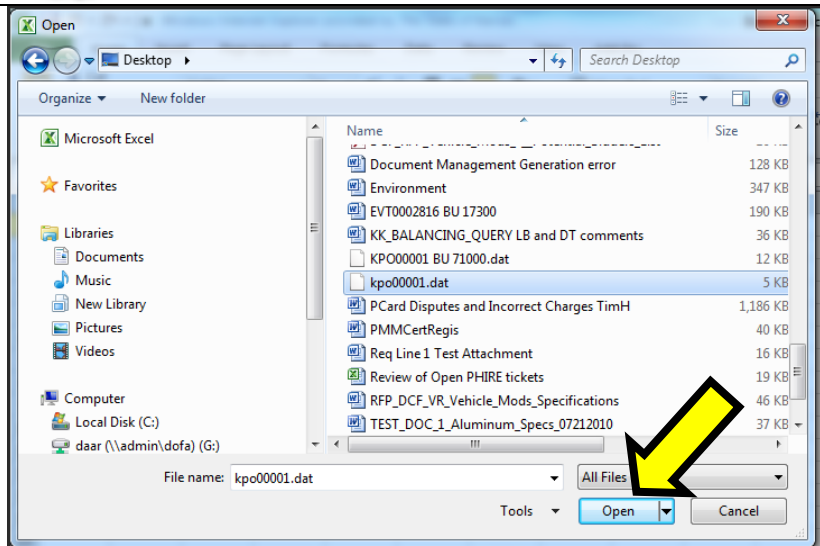 Open
Desktop
Search Desktop
Organize New folder
Microsoft Excel
Favorites
Libraries
Documents
Music
New Library
Pictures
Videos
Computer
Local Disk (C:)
daar (\\admin\dofa) (G:)
Name Size
Document Management Generation error 128 KB
Environment 347 KB
EVT0002816 BU 17300 190 KB
KK_BALANCING_QUERY LB and DT comments 36 KB
KPO00001 BU 71000.dat 12 KB
kpo00001.dat 5 KB
PCard Disputes and Incorrect Charges TimH 1,186 KB
PMMCertRegis 40 KB
Req Line 1 Test Attachment 16 KB
Review of Open PHIRE tickets 19 KB
RFP_DCF_VR_Vehicle_Mods_Specifications 46 KB
TEST_DOC_1_Aluminum_Specs_07212010 37 KB
File name: kpo00001.dat All Files
Tools Open Cancel